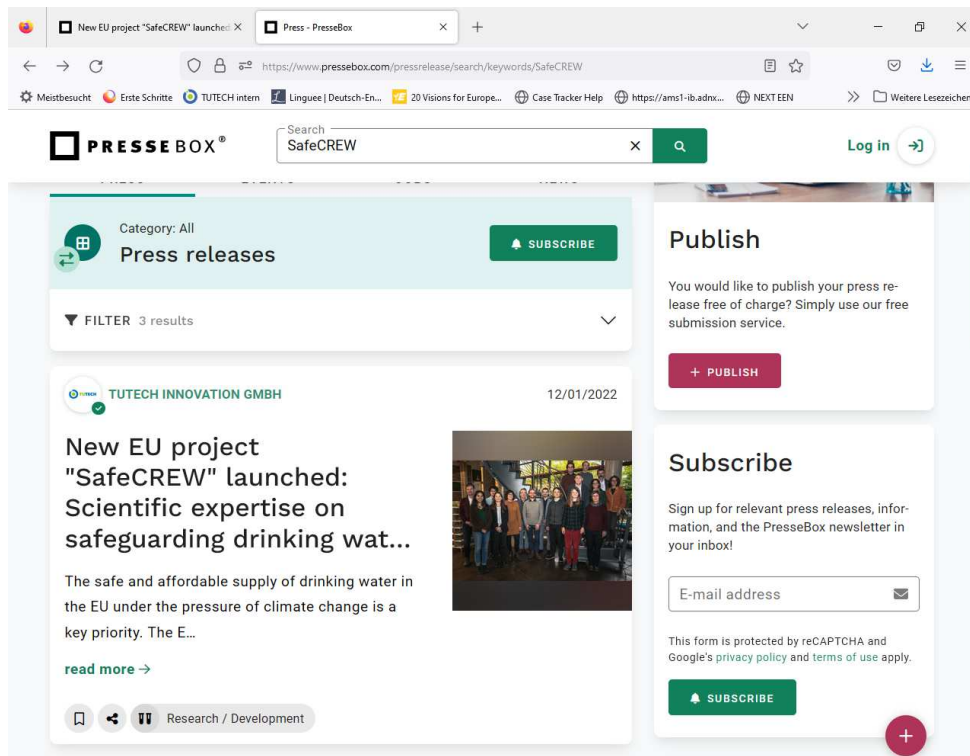 New EU project "SafeCREW" launched:
Press - PresseBox
https://www.pressebox.com/pressrelease/search/keywords/SafeCREW
Meistbesucht
Erste Schritte
TUTECH intern
Linguee | Deutsch-En...
20 Visions for Europe...
Case Tracker Help
https://ams1-ib.adnx...
NEXT EEN
Weitere Lesezeichen
PRESSEBOX®
Search
SafeCREW
Log in
Category: All
Press releases
SUBSCRIBE
FILTER 3 results
TUTECH INNOVATION GMBH
12/01/2022
New EU project
"SafeCREW" launched:
Scientific expertise on
safeguarding drinking wat...
The safe and affordable supply of drinking water in
the EU under the pressure of climate change is a
key priority. The E...
read more →
Research / Development
Publish
You would like to publish your press re-
lease free of charge? Simply use our free
submission service.
+ PUBLISH
Subscribe
Sign up for relevant press releases, infor-
mation, and the PresseBox newsletter in
your inbox!
E-mail address
This form is protected by reCAPTCHA and
Google's privacy policy and terms of use apply.
SUBSCRIBE